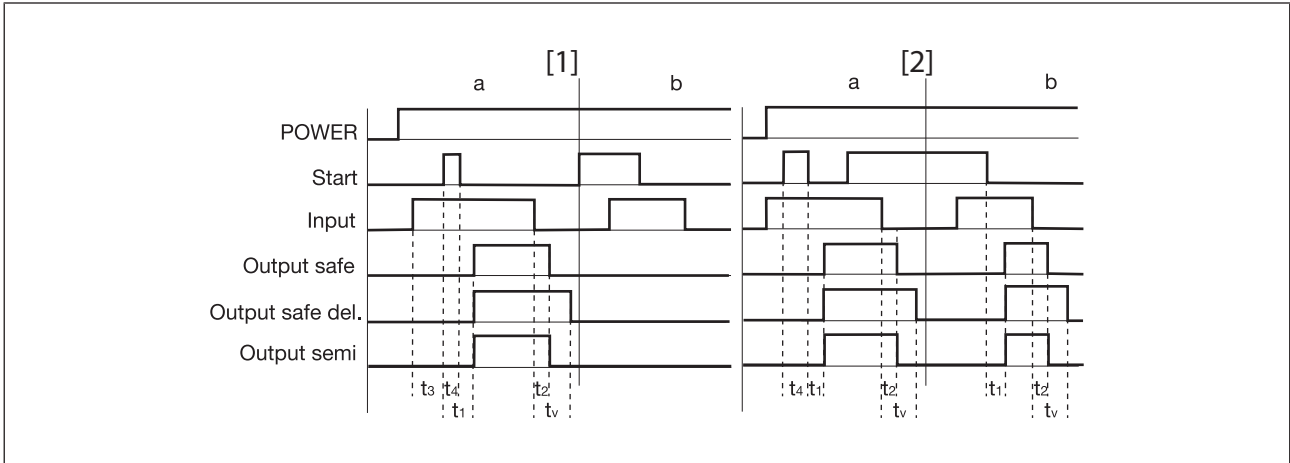 [1] [2]
a b a b
POWER
Start
Input
Output safe
Output safe del.
Output semi
t3 t4 t2 t4 t1 t2 t1 t2
t1 tv tv tv